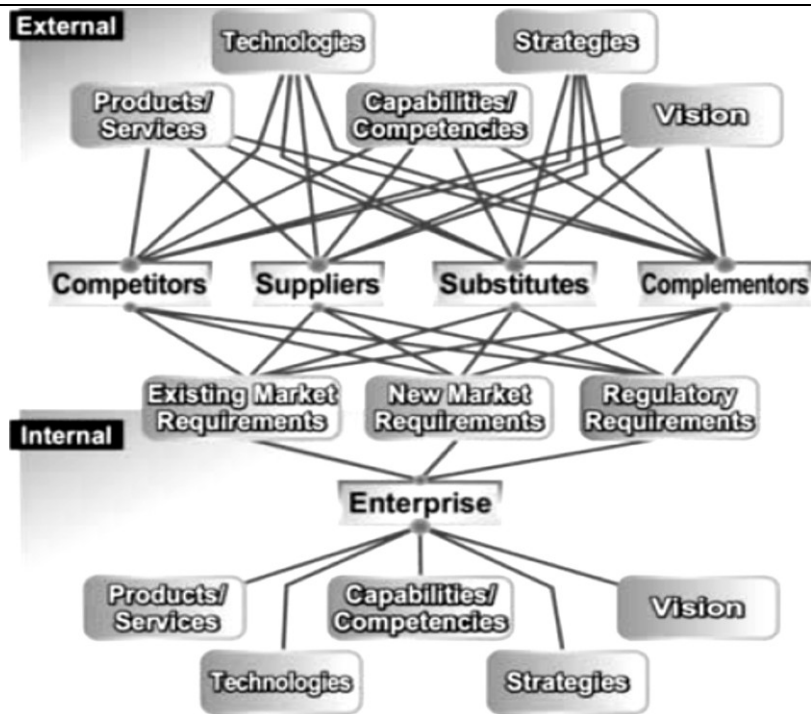 External
Technologies
Strategies
Products/
Services
Capabilities/
Competencies
Vision
Competitors
Suppliers
Substitutes
Complementors
Existing Market
Requirements
New Market
Requirements
Regulatory
Requirements
Internal
Enterprise
Products/
Services
Capabilities/
Competencies
Vision
Technologies
Strategies